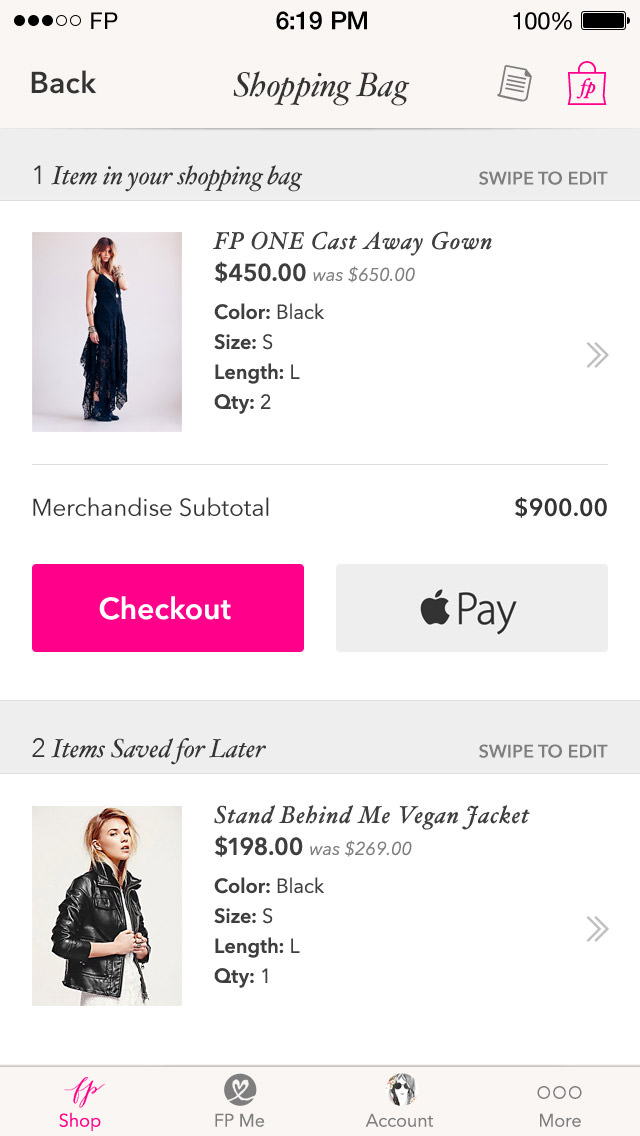 FP 6:19 PM 100%
Back Shopping Bag fp
1 Item in your shopping bag SWIPE TO EDIT
FP ONE Cast Away Gown
$450.00 was $650.00
Color: Black
Size: S
Length: L
Qty: 2
Merchandise Subtotal $900.00
Checkout Pay
2 Items Saved for Later SWIPE TO EDIT
Stand Behind Me Vegan Jacket
$198.00 was $269.00
Color: Black
Size: S
Length: L
Qty: 1
fp
Shop FP Me Account More